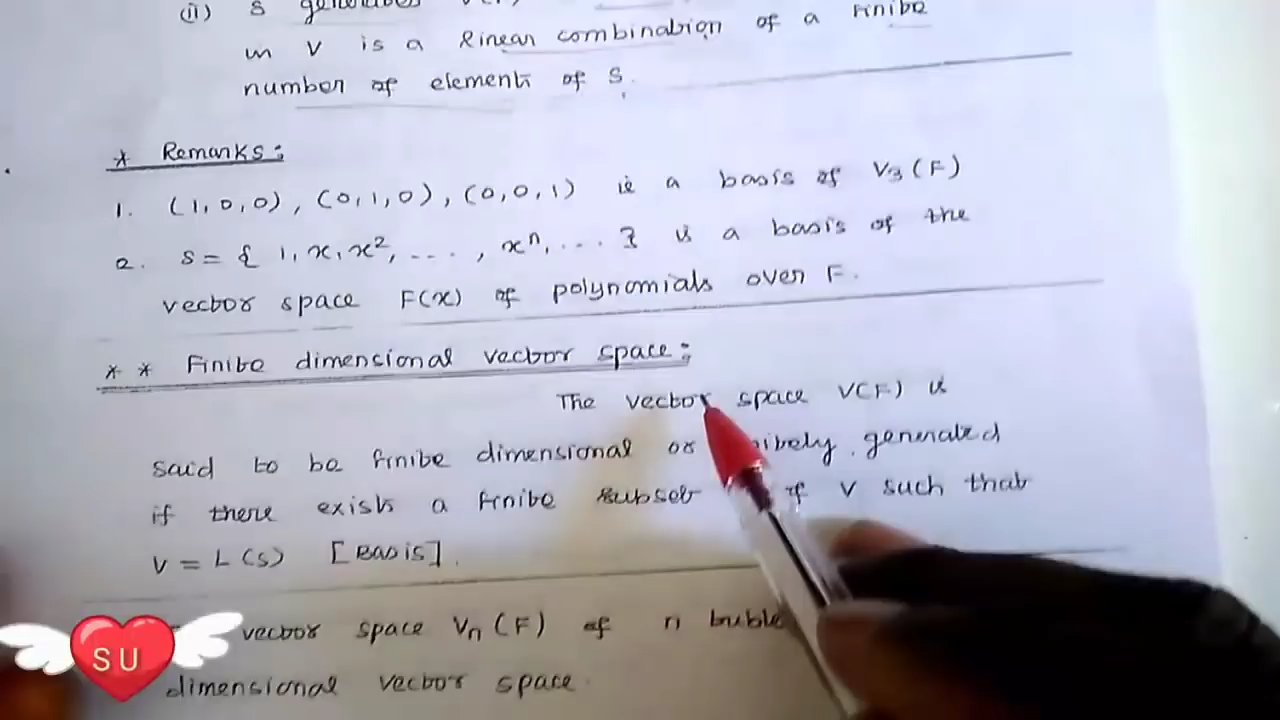 (ii) S generates
in V is a linear combination of a finite
number of elements of S.
* Remarks:
1. (1,0,0), (0,1,0), (0,0,1) is a basis of V₃(F)
2. S = { 1, x, x², ...., xⁿ, ... } is a basis of the
vector space F(x) of polynomials over F.
* * Finite dimensional vector space:
The vector space V(F) is
said to be finite dimensional or generated
if there exists a finite subset of V such that
V = L(S) [Basis].
vector space Vₙ(F) of n tuple
dimensional vector space.
SU